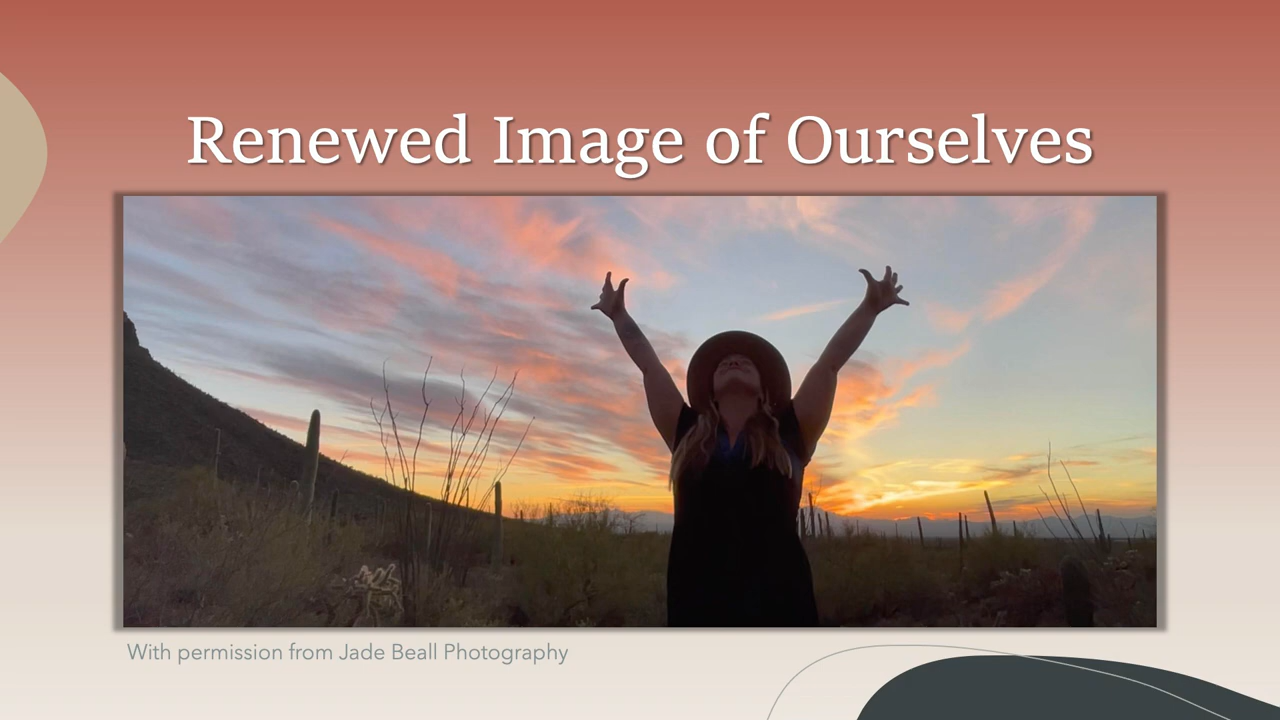 Renewed Image of Ourselves
With permission from Jade Beall Photography